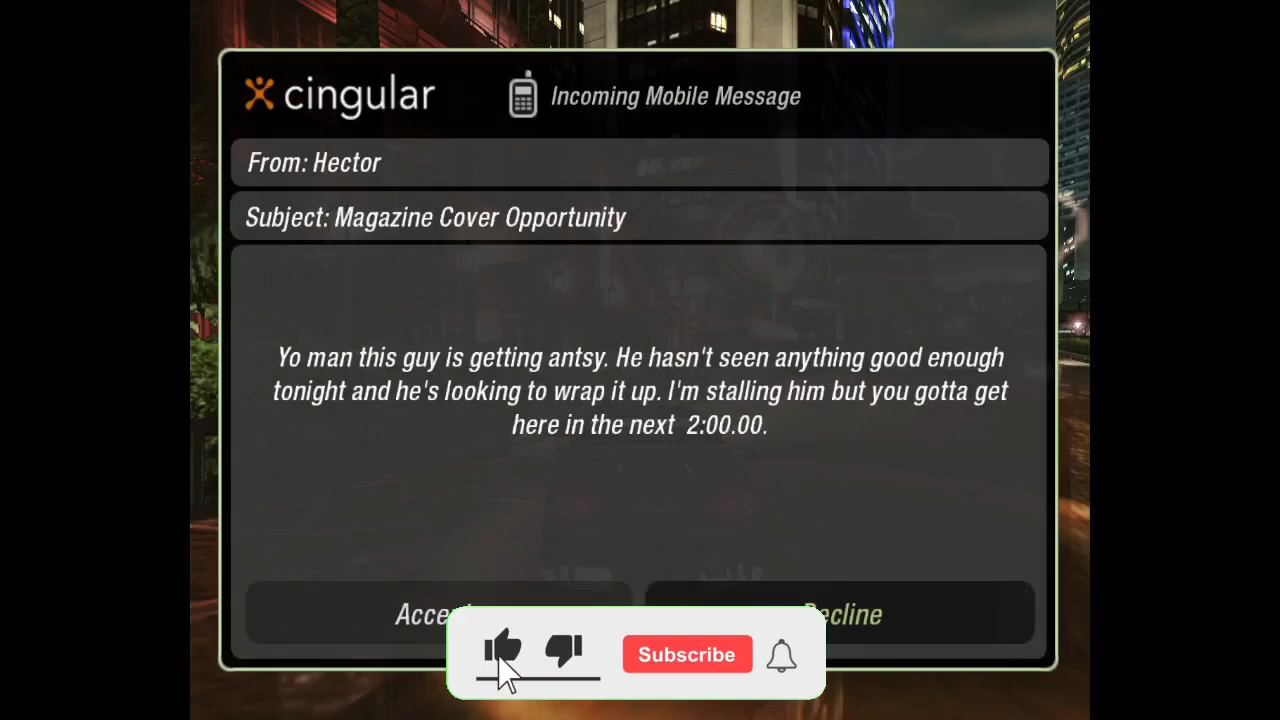 cingular
Incoming Mobile Message
From: Hector
Subject: Magazine Cover Opportunity
Yo man this guy is getting antsy. He hasn't seen anything good enough
tonight and he's looking to wrap it up. I'm stalling him but you gotta get
here in the next 2:00.00.
Accept
Decline
Subscribe